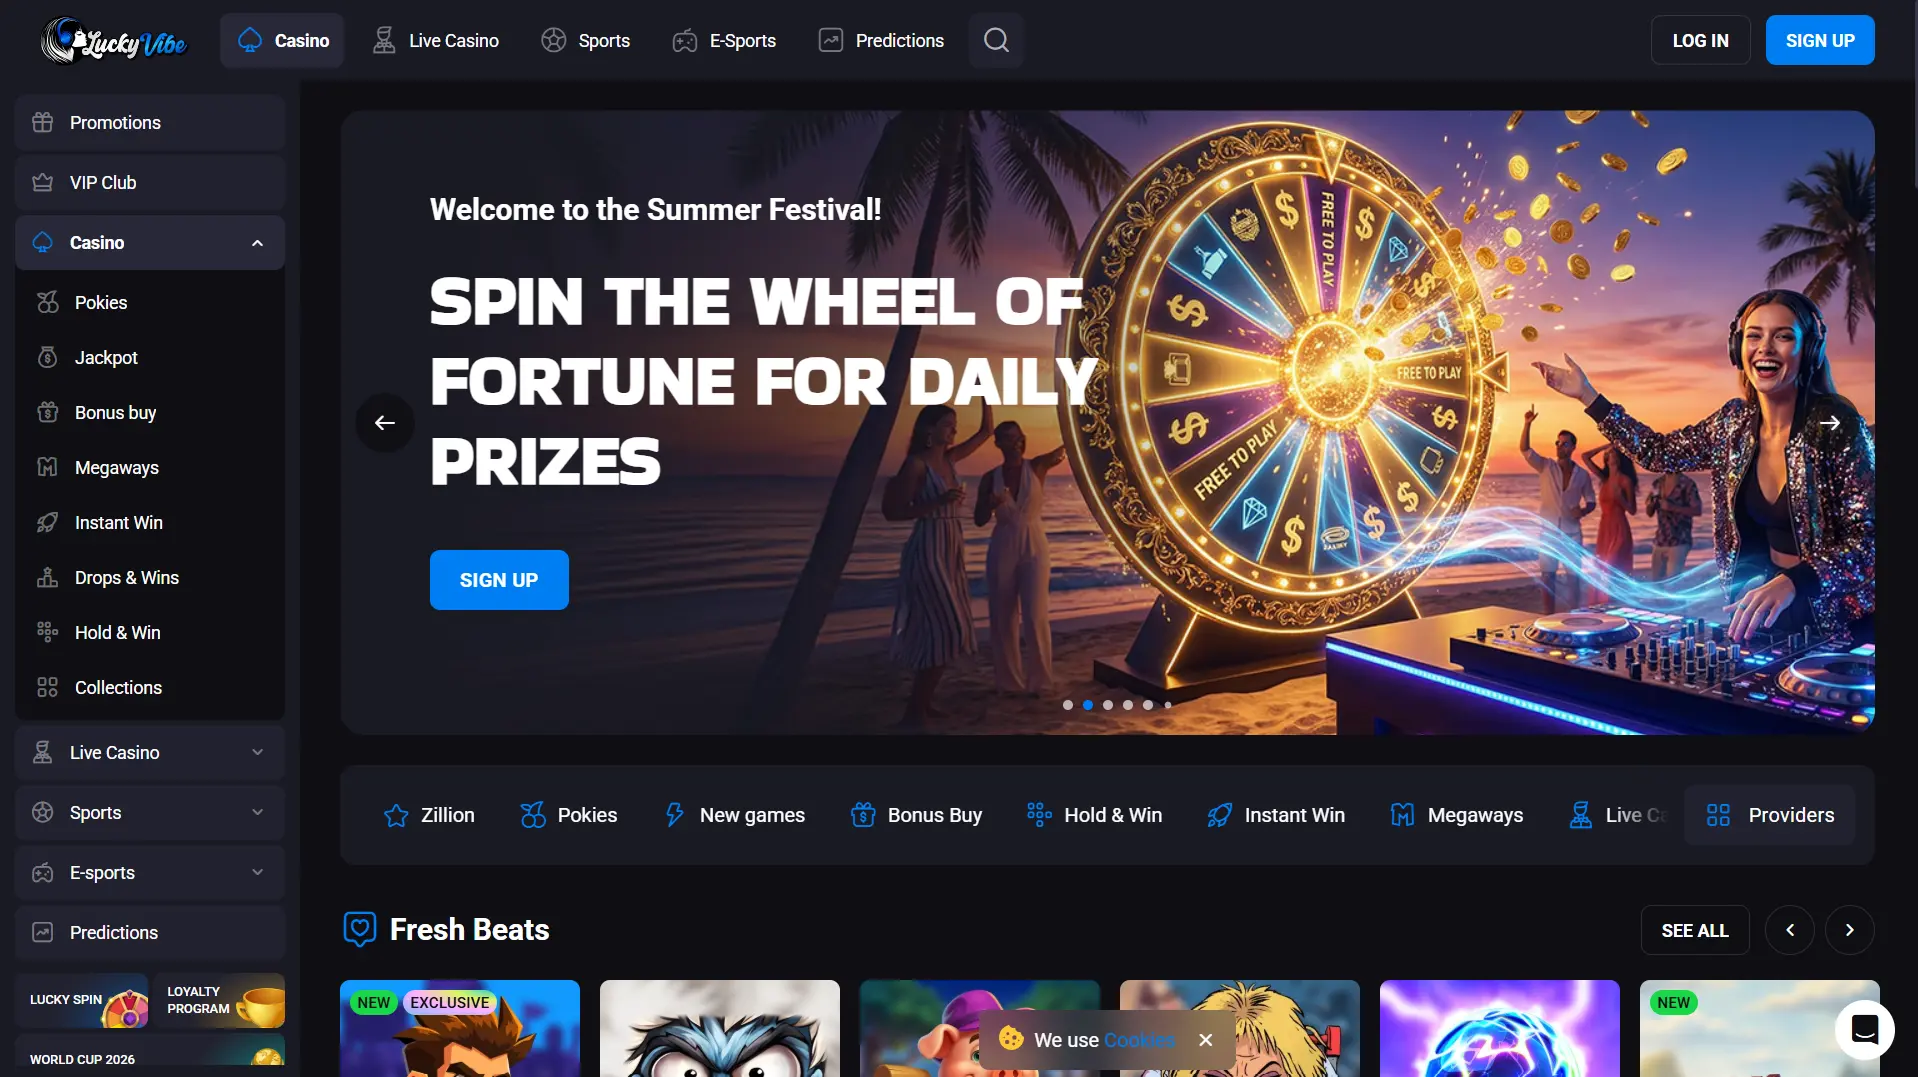 LuckyVibe
Casino
Live Casino
Sports
E-Sports
Predictions
LOG IN
SIGN UP
Promotions
VIP Club
Casino
Pokies
Jackpot
Bonus buy
Megaways
Instant Win
Drops & Wins
Hold & Win
Collections
Live Casino
Sports
E-sports
Predictions
LUCKY SPIN
LOYALTY
PROGRAM
WORLD CUP 2026
Welcome to the Summer Festival!
SPIN THE WHEEL OF
FORTUNE FOR DAILY
PRIZES
SIGN UP
FREE TO PLAY
FREE TO PLAY
FREE TO PLAY
Zillion
Pokies
New games
Bonus Buy
Hold & Win
Instant Win
Megaways
Live Ca
Providers
Fresh Beats
SEE ALL
NEW
EXCLUSIVE
NEW
We use Cookies